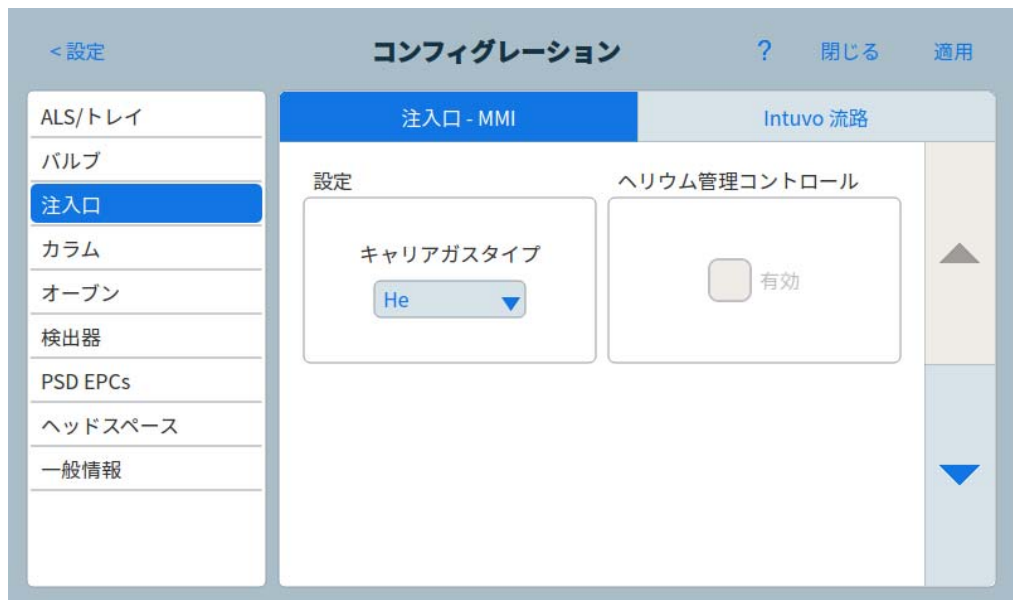 < 設定
コンフィグレーション
?
閉じる
適用
ALS/トレイ
バルブ
注入口
カラム
オーブン
検出器
PSD EPCs
ヘッドスペース
一般情報
注入口 - MMI
Intuvo 流路
設定
キャリアガスタイプ
He
ヘリウム管理コントロール
有効